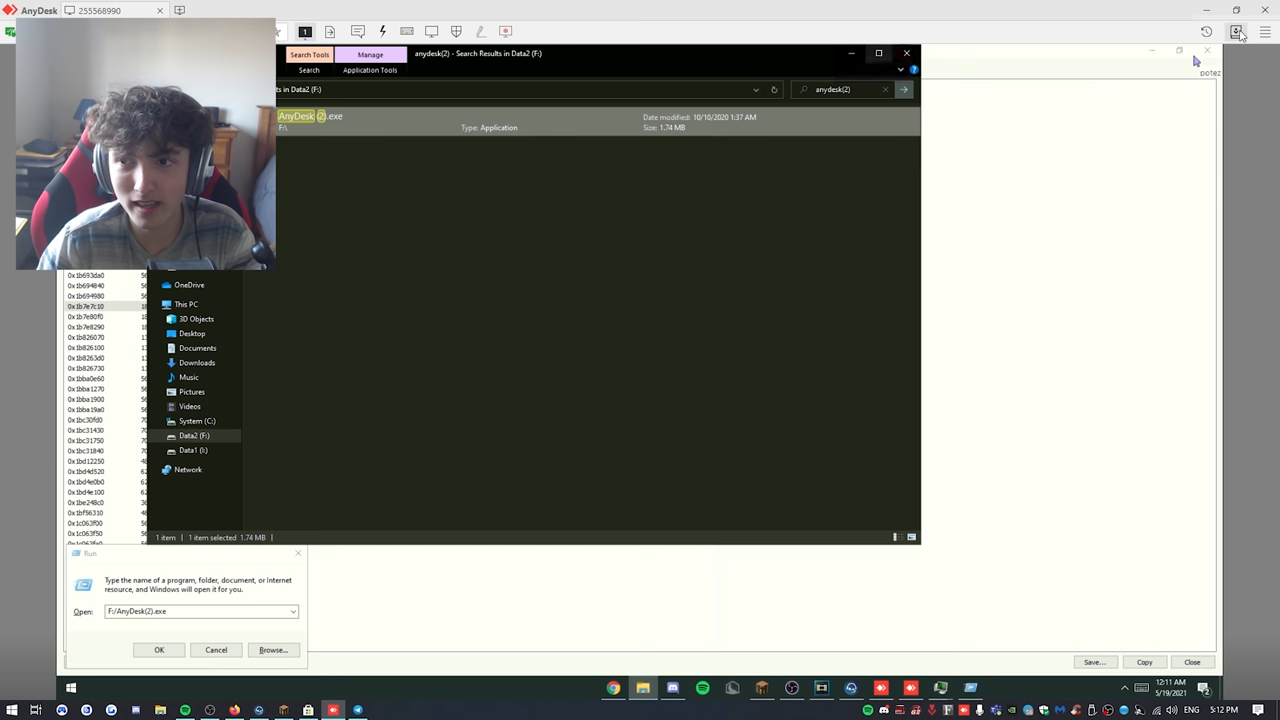 AnyDesk
255568990
1
Search Tools
Manage
anydesk(2) - Search Results in Data2 (F:)
Search
Application Tools
potez
ts in Data2 (F:)
anydesk(2)
AnyDesk (2).exe
F:\
Type: Application
Date modified: 10/10/2020 1:37 AM
Size: 1.74 MB
0x1b693da0
0x1b694840
0x1b694980
0x1b7e7c10
0x1b7e80f0
0x1b7e8290
0x1b826070
0x1b826100
0x1b8263d0
0x1b826730
0x1bba0e60
0x1bba1270
0x1bba1900
0x1bba19a0
0x1bc30fd0
0x1bc31430
0x1bc31750
0x1bc31840
0x1bd12250
0x1bd4d520
0x1bd4e0b0
0x1bd4e100
0x1be248c0
0x1bf56310
0x1c063f00
0x1c063f50
OneDrive
This PC
3D Objects
Desktop
Documents
Downloads
Music
Pictures
Videos
System (C:)
Data2 (F:)
Data1 (I:)
Network
1 item
1 item selected 1.74 MB
Run
Type the name of a program, folder, document, or Internet
resource, and Windows will open it for you.
Open:
F:/AnyDesk(2).exe
OK
Cancel
Browse...
Save...
Copy
Close
12:11 AM
5/19/2021
2
ENG
5:12 PM